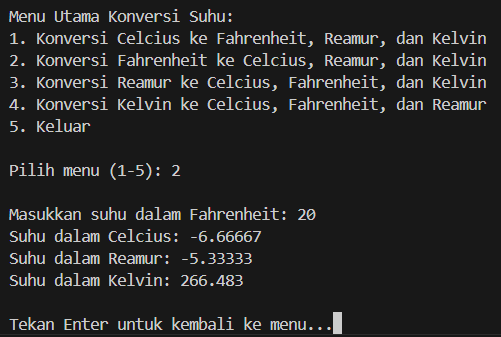 Menu Utama Konversi Suhu:
1. Konversi Celcius ke Fahrenheit, Reamur, dan Kelvin
2. Konversi Fahrenheit ke Celcius, Reamur, dan Kelvin
3. Konversi Reamur ke Celcius, Fahrenheit, dan Kelvin
4. Konversi Kelvin ke Celcius, Fahrenheit, dan Reamur
5. Keluar
Pilih menu (1-5): 2
Masukkan suhu dalam Fahrenheit: 20
Suhu dalam Celcius: -6.66667
Suhu dalam Reamur: -5.33333
Suhu dalam Kelvin: 266.483
Tekan Enter untuk kembali ke menu...